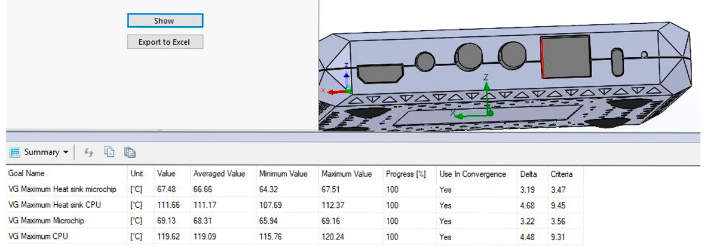 Show
Export to Excel
Z
X
Z
X
Summary
Goal Name Unit Value Averaged Value Minimum Value Maximum Value Progress [%] Use In Convergence Delta Criteria
VG Maximum Heat sink microchip [°C] 67.48 66.66 64.32 67.51 100 Yes 3.19 3.47
VG Maximum Heat sink CPU [°C] 111.66 111.17 107.69 112.37 100 Yes 4.68 9.45
VG Maximum Microchip [°C] 69.13 68.31 65.94 69.16 100 Yes 3.22 3.56
VG Maximum CPU [°C] 119.62 119.09 115.76 120.24 100 Yes 4.48 9.31